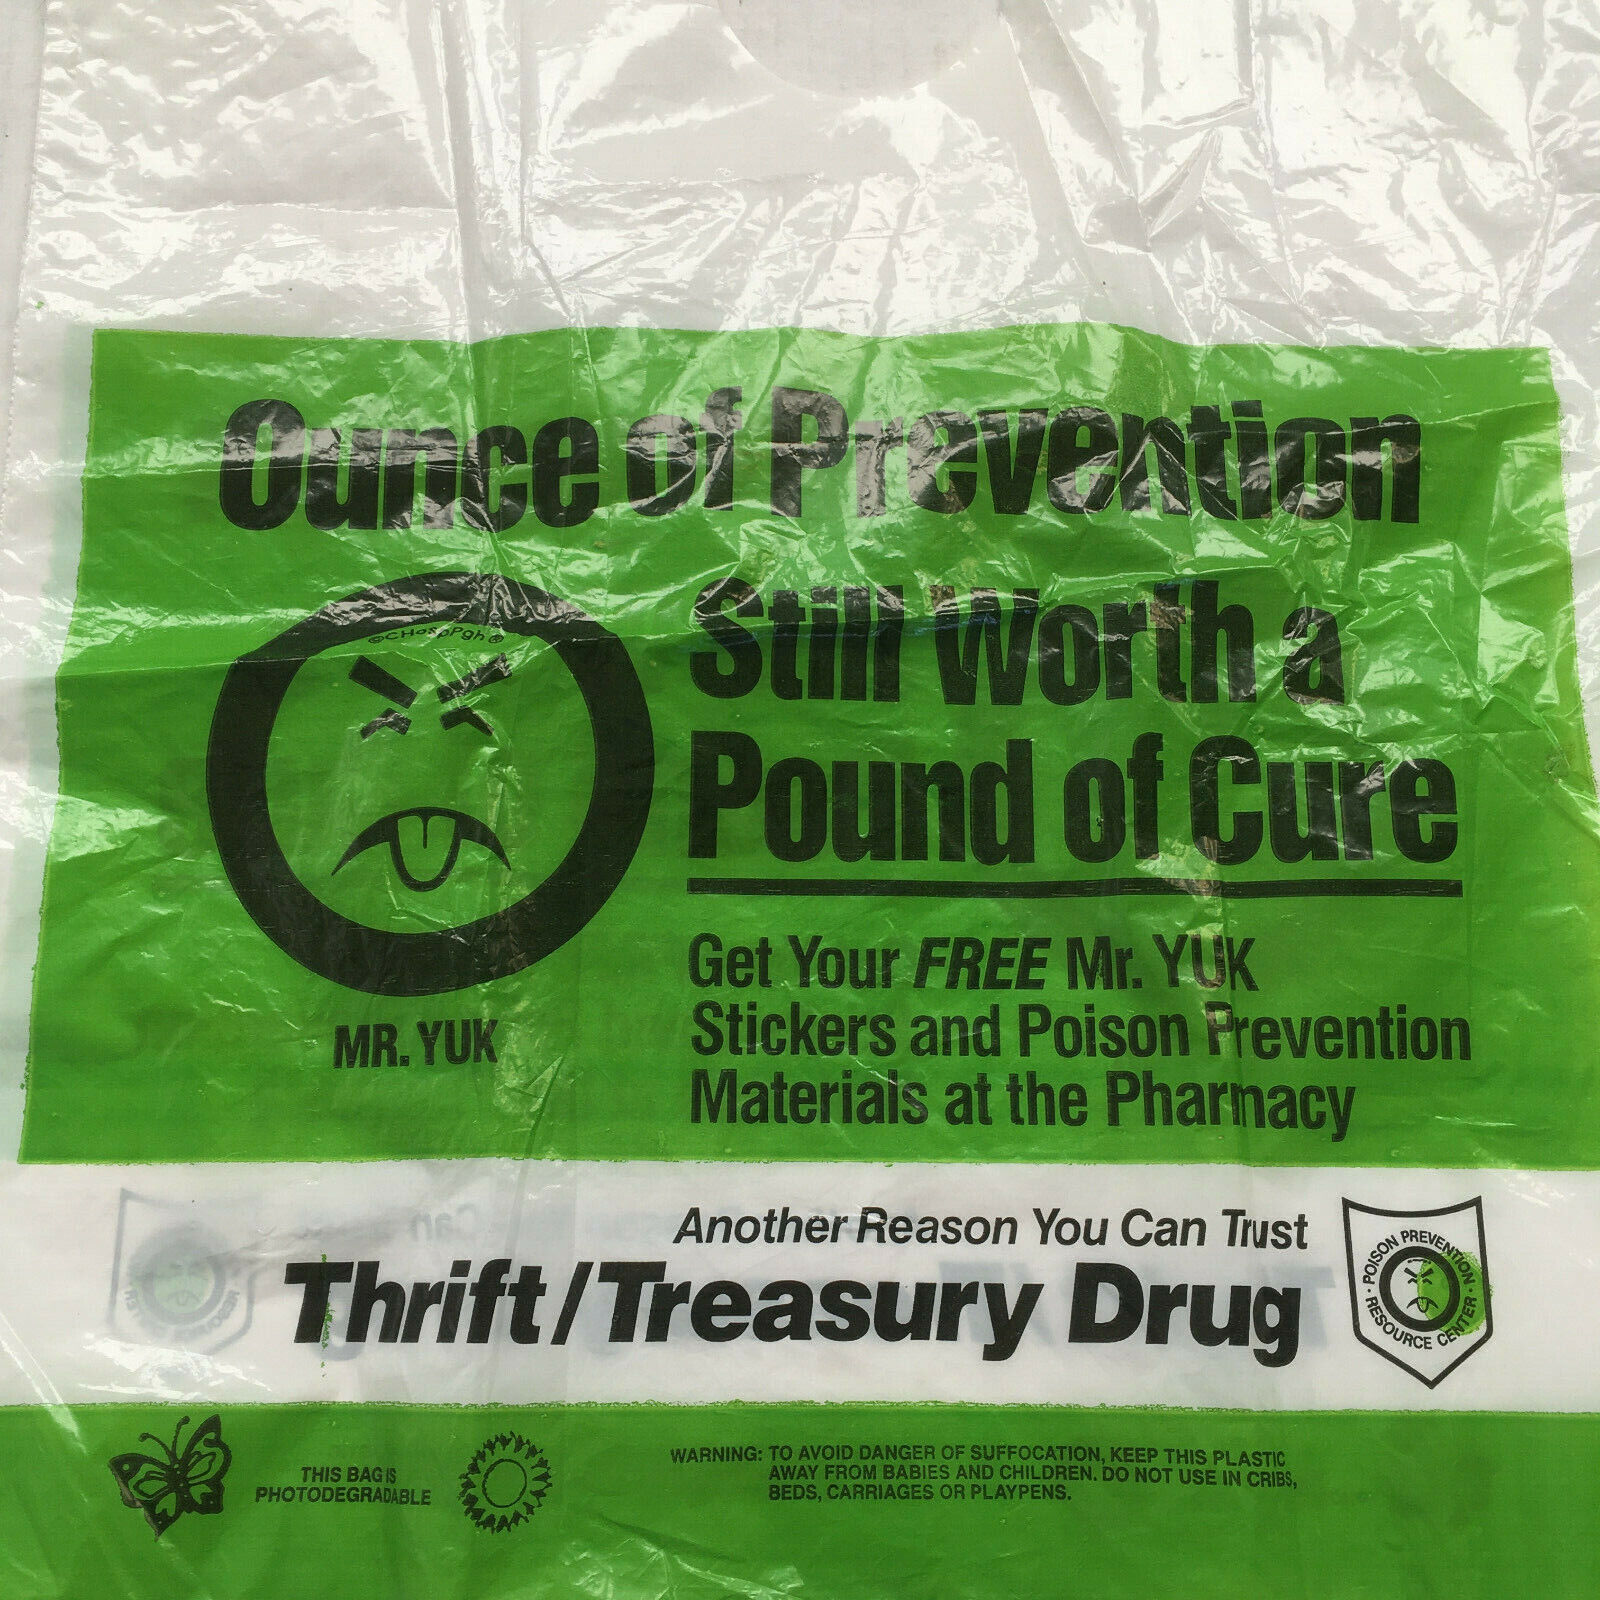 Ounce of Prevention
Still Worth a
Pound of Cure
©CHospPgh®
MR. YUK
Get Your FREE Mr. YUK
Stickers and Poison Prevention
Materials at the Pharmacy
Another Reason You Can Trust
Thrift/Treasury Drug
POISON PREVENTION
• RESOURCE CENTER •
THIS BAG IS
PHOTODEGRADABLE
WARNING: TO AVOID DANGER OF SUFFOCATION, KEEP THIS PLASTIC
AWAY FROM BABIES AND CHILDREN. DO NOT USE IN CRIBS,
BEDS, CARRIAGES OR PLAYPENS.